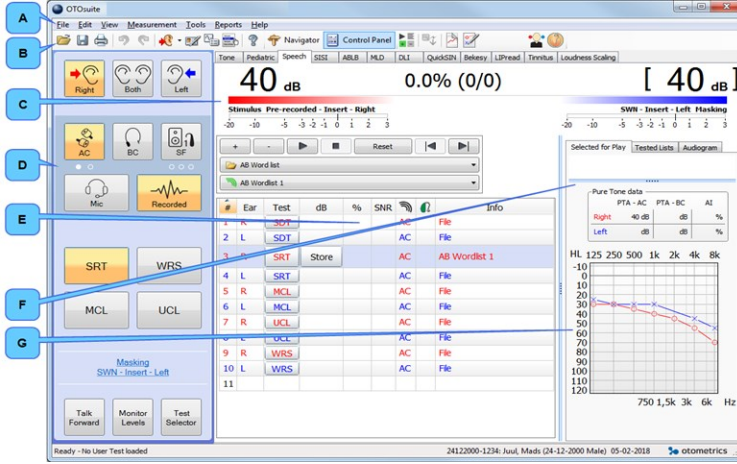 OTOsuite
A
File Edit View Measurement Tools Reports Help
B
Navigator Control Panel
Tone Pediatric Speech SISI ABLB MLD DLI QuickSIN Bekesy LIPread Tinnitus Loudness Scaling
Right Both Left
40 dB 0.0% (0/0) [ 40 dB ]
C
Stimulus Pre-recorded - Insert - Right SWN - Insert - Left Masking
-20 -10 -5 -3 -2 -1 0 1 2 3 -20 -10 -5 -3 -2 -1 0 1 2 3
AC BC SF
+ - Reset
Selected for Play Tested Lists Audiogram
D
AB Word list
AB Wordlist 1
Mic Recorded
Pure Tone data
PTA - AC PTA - BC AI
Right 40 dB dB %
Left dB dB %
E
# Ear Test dB % SNR Info
1 R SDT AC File
2 L SDT AC File
3 R SRT Store AC AB Wordlist 1
4 L SRT AC File
5 R MCL AC File
6 L MCL AC File
7 R UCL AC File
8 L UCL AC File
9 R WRS AC File
10 L WRS AC File
11
SRT WRS
MCL UCL
F
G
HL 125 250 500 1k 2k 4k 8k
-10
0
10
20
30
40
50
60
70
80
90
100
110
120
750 1,5k 3k 6k Hz
Masking
SWN - Insert - Left
Talk Forward Monitor Levels Test Selector
Ready - No User Test loaded 24122000-1234: Juul, Mads (24-12-2000 Male) 05-02-2018 otometrics